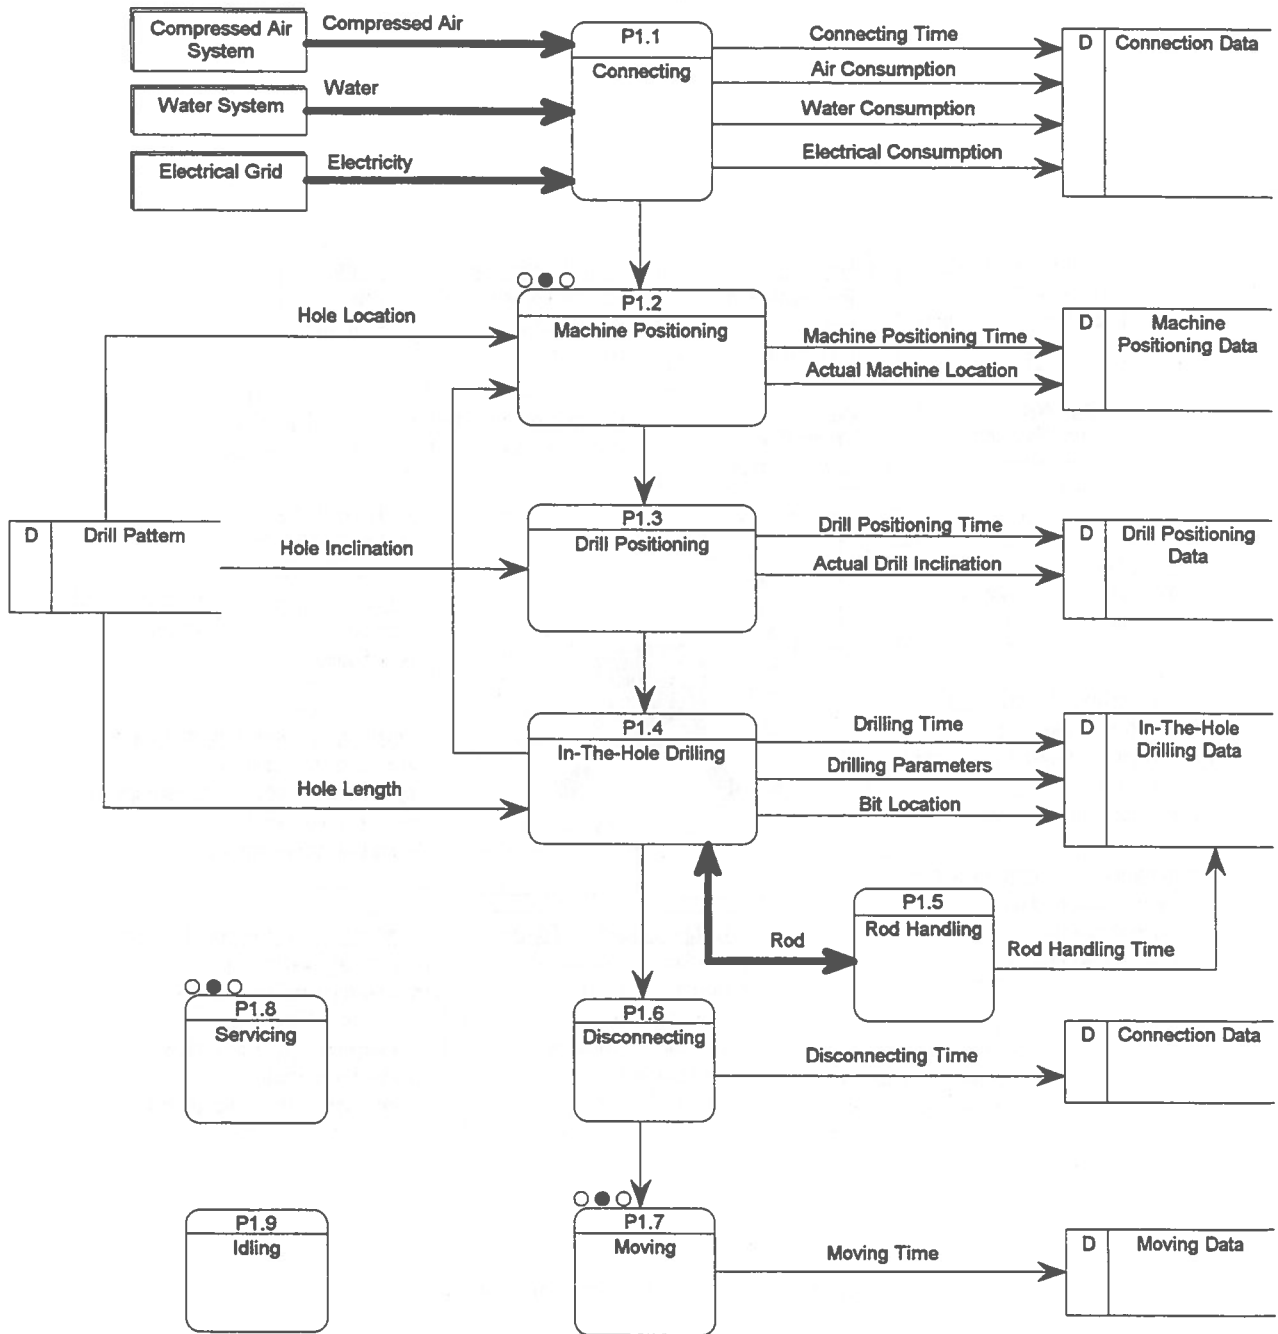 Compressed Air
System
Compressed Air
P1.1
Connecting
Connecting Time
Air Consumption
Water Consumption
Electrical Consumption
D
Connection Data
Water System
Water
Electrical Grid
Electricity
P1.2
Machine Positioning
Hole Location
Machine Positioning Time
Actual Machine Location
D
Machine
Positioning Data
D
Drill Pattern
Hole Inclination
P1.3
Drill Positioning
Drill Positioning Time
Actual Drill Inclination
D
Drill Positioning
Data
P1.4
In-The-Hole Drilling
Hole Length
Drilling Time
Drilling Parameters
Bit Location
D
In-The-Hole
Drilling Data
Rod
P1.5
Rod Handling
Rod Handling Time
P1.8
Servicing
P1.6
Disconnecting
Disconnecting Time
D
Connection Data
P1.9
Idling
P1.7
Moving
Moving Time
D
Moving Data